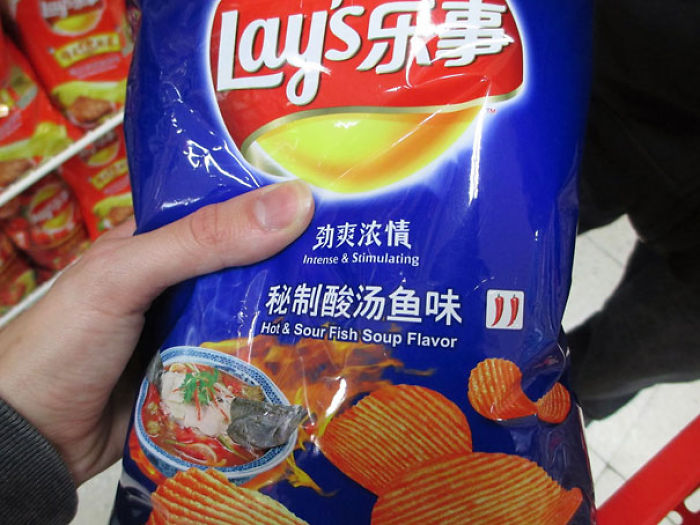 Lay's乐事
TM
劲爽浓情
Intense & Stimulating
秘制酸汤鱼味
Hot & Sour Fish Soup Flavor